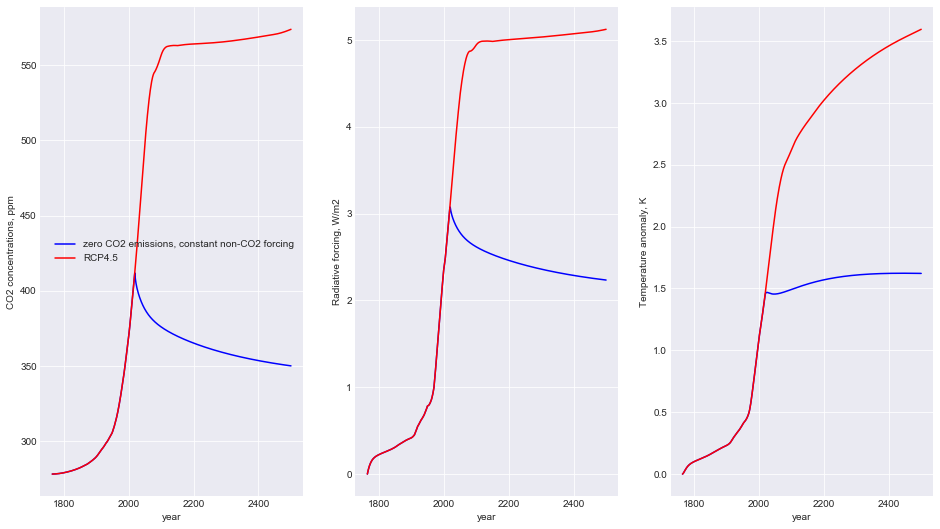 CO2 concentrations, ppm
550
500
450
400
350
300
zero CO2 emissions, constant non-CO2 forcing
RCP4.5
1800 2000 2200 2400
year
Radiative forcing, W/m2
5
4
3
2
1
0
1800 2000 2200 2400
year
Temperature anomaly, K
3.5
3.0
2.5
2.0
1.5
1.0
0.5
0.0
1800 2000 2200 2400
year